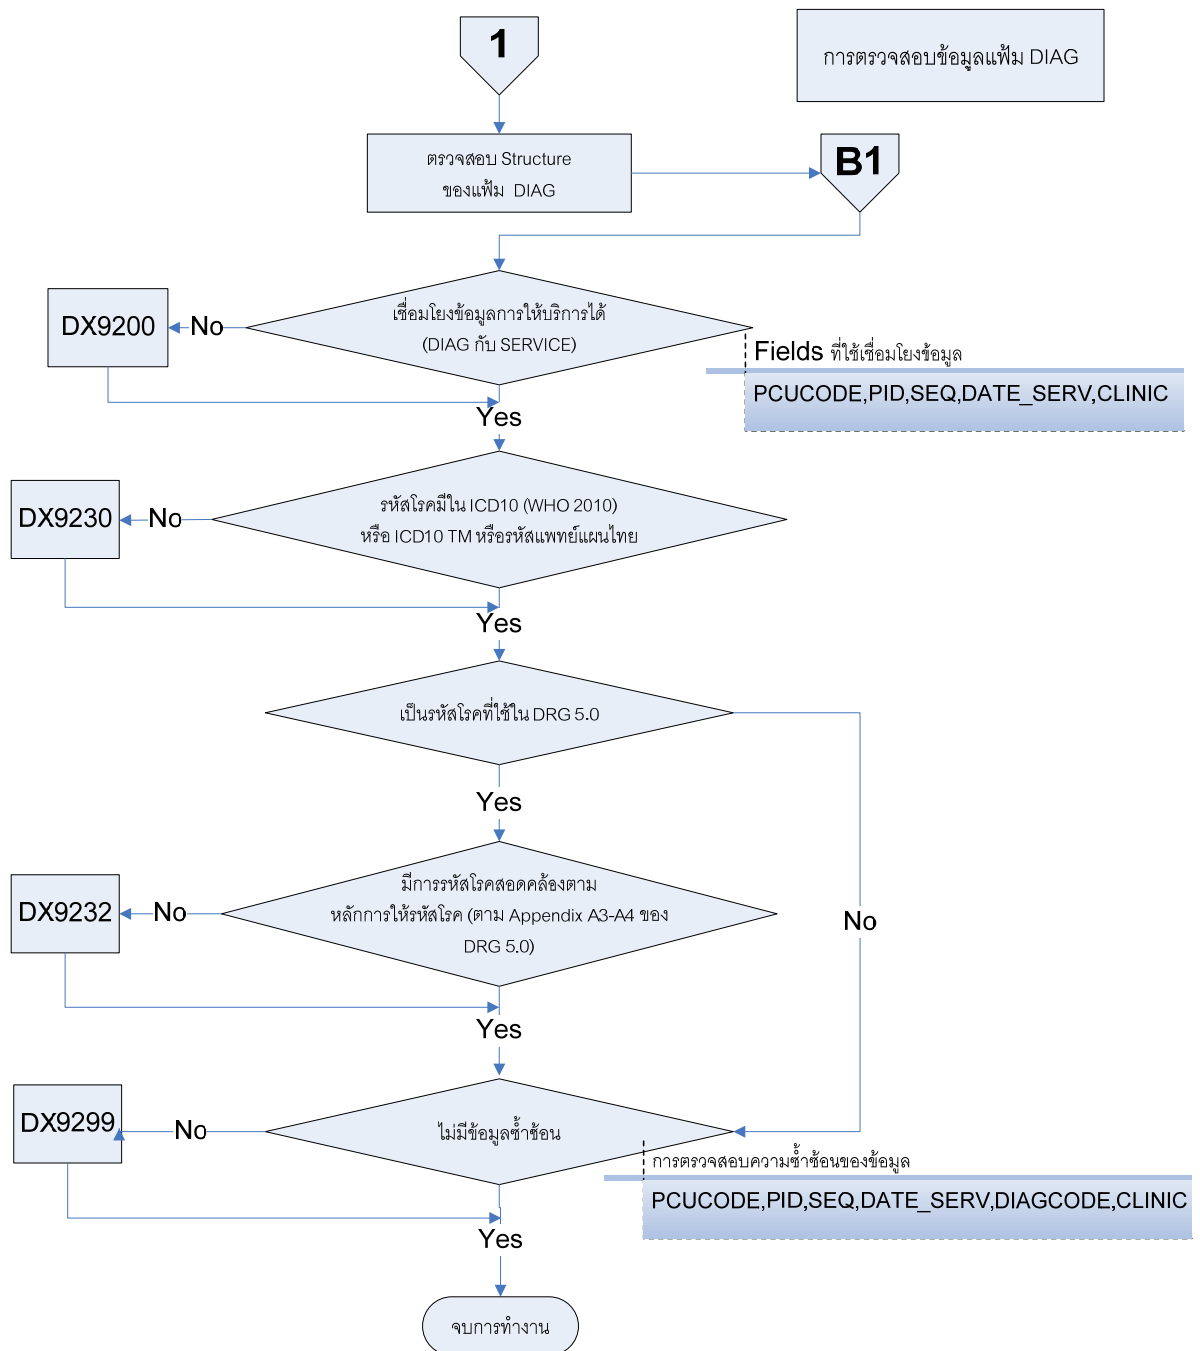 1
การตรวจสอบข้อมูลแฟ้ม DIAG
ตรวจสอบ Structure
ของแฟ้ม DIAG
B1
เชื่อมโยงข้อมูลการให้บริการได้
(DIAG กับ SERVICE)
DX9200
No
Fields ที่ใช้เชื่อมโยงข้อมูล
PCUCODE,PID,SEQ,DATE_SERV,CLINIC
Yes
รหัสโรคมีใน ICD10 (WHO 2010)
หรือ ICD10 TM หรือรหัสแพทย์แผนไทย
DX9230
No
Yes
เป็นรหัสโรคที่ใช้ใน DRG 5.0
Yes
มีการรหัสโรคสอดคล้องตาม
หลักการให้รหัสโรค (ตาม Appendix A3-A4 ของ
DRG 5.0)
DX9232
No
No
Yes
DX9299
No
ไม่มีข้อมูลซ้ำซ้อน
การตรวจสอบความซ้ำซ้อนของข้อมูล
PCUCODE,PID,SEQ,DATE_SERV,DIAGCODE,CLINIC
Yes
จบการทำงาน